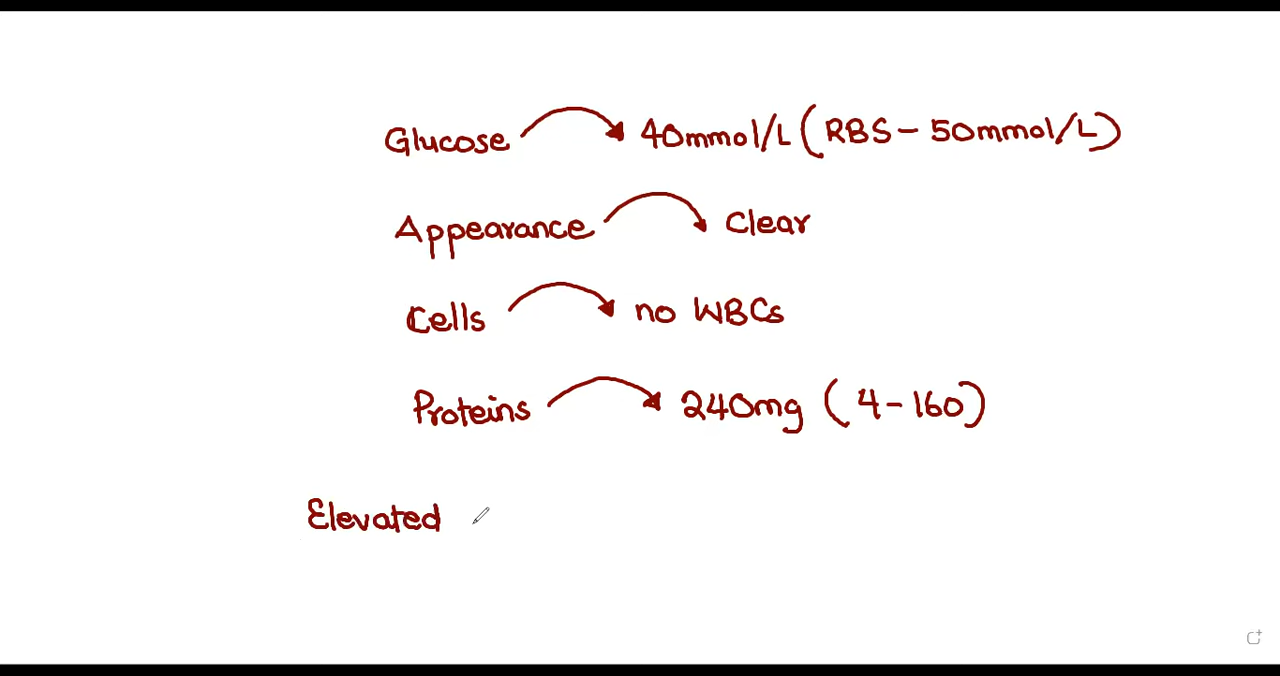 Glucose 40mmol/L (RBS - 50mmol/L)
Appearance Clear
Cells no WBCs
Proteins 240mg (4-160)
Elevated